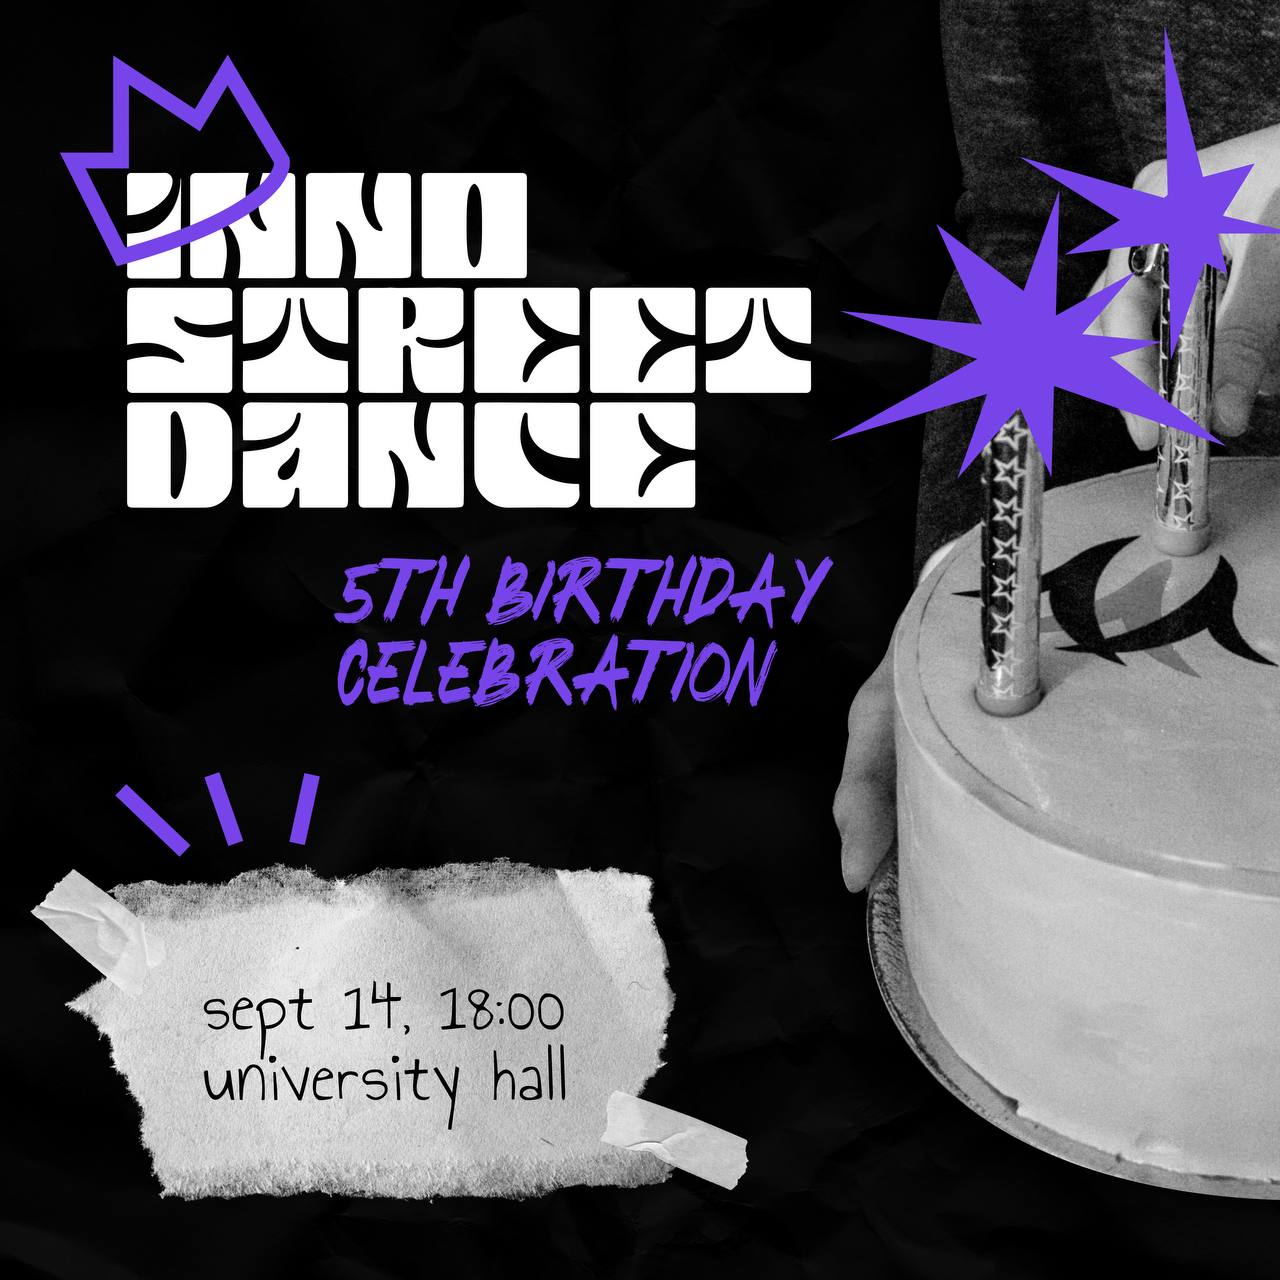 INNO
STREET
DaNCE
5TH BIRTHDAY
CELEBRATION
sept 14, 18:00
university hall